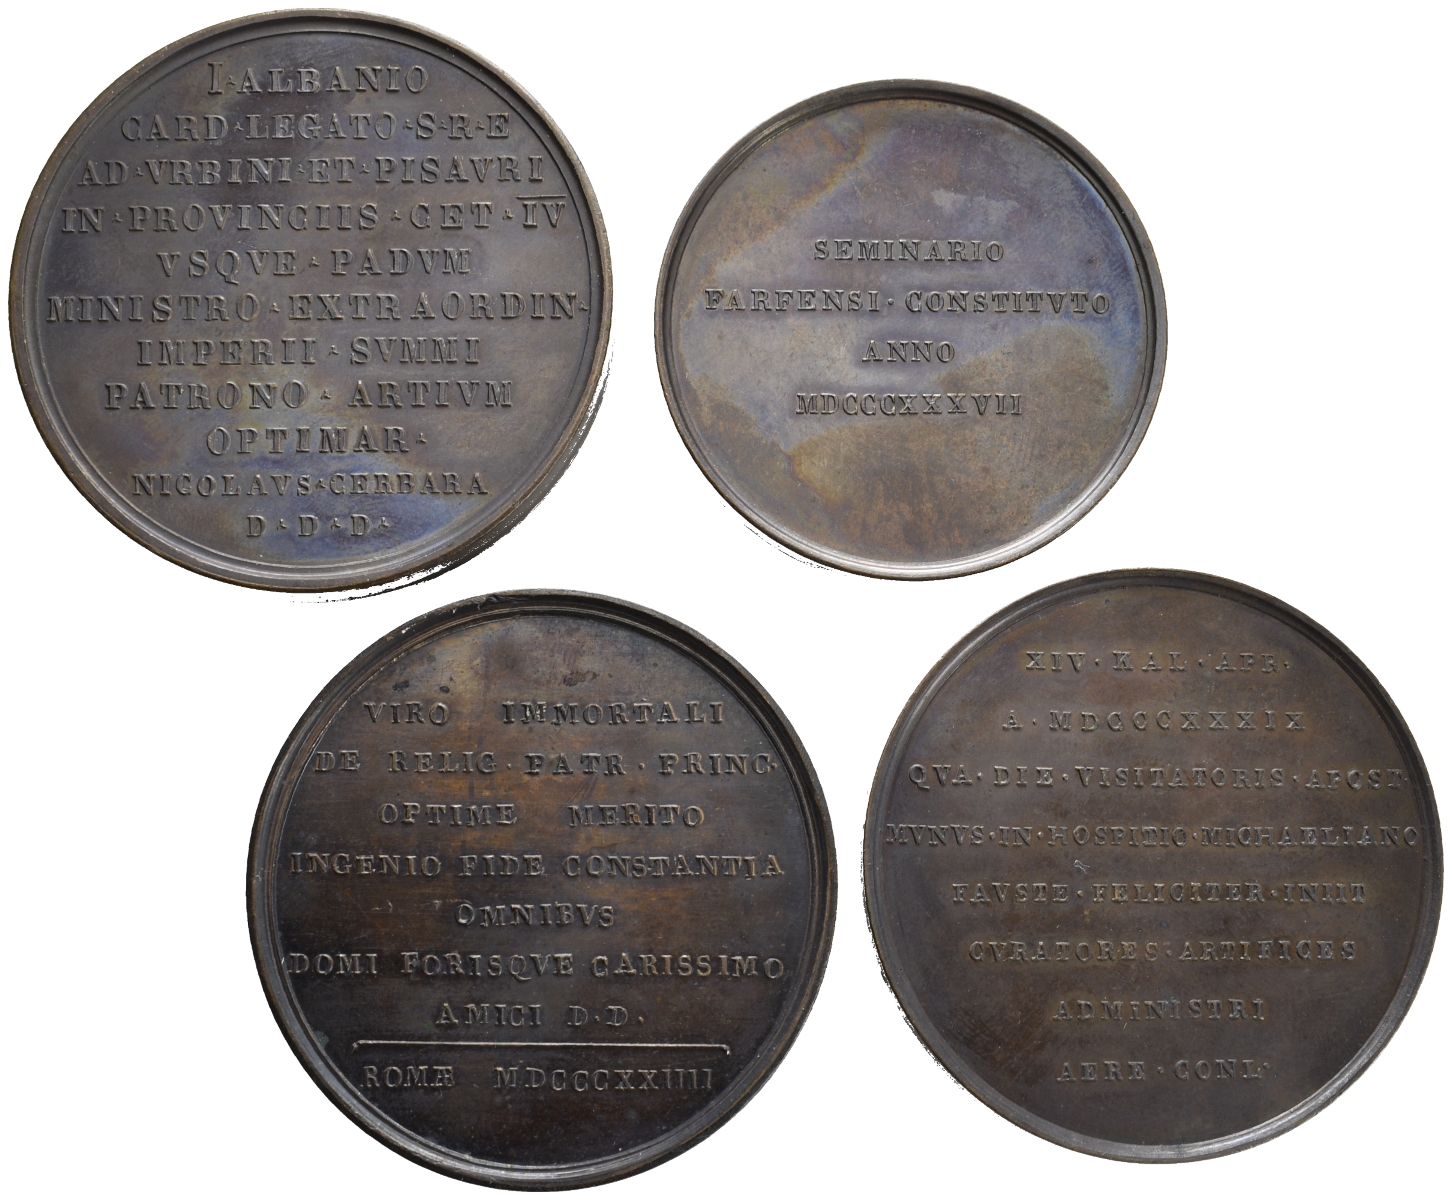 I·ALBANIO
CARD·LEGATO·S·R·E
AD·VRBINI·ET·PISAVRI
IN·PROVINCIIS·CET·IV
VSQVE·PADVM
MINISTRO·EXTRAORDIN·
IMPERII·SVMMI
PATRONO·ARTIVM
OPTIMAR·
NICOLAVS·CERBARA
D·D·D·
SEMINARIO
FARFENSI·CONSTITVTO
ANNO
MDCCCXXXVII
VIRO IMMORTALI
DE RELIG·PATR·PRINC·
OPTIME MERITO
INGENIO FIDE CONSTANTIA
OMNIBVS
DOMI FORISQVE CARISSIMO
AMICI D·D·
ROMÆ MDCCCXXIIII
XIV·KAL·APR·
A·MDCCCXXXIX
QVA·DIE·VISITATORIS·APOST·
MVNVS·IN·HOSPITIO·MICHAELIANO
FAVSTE·FELICITER·INIIT
CVRATORES·ARTIFICES
ADMINISTRI
AERE·CONL·